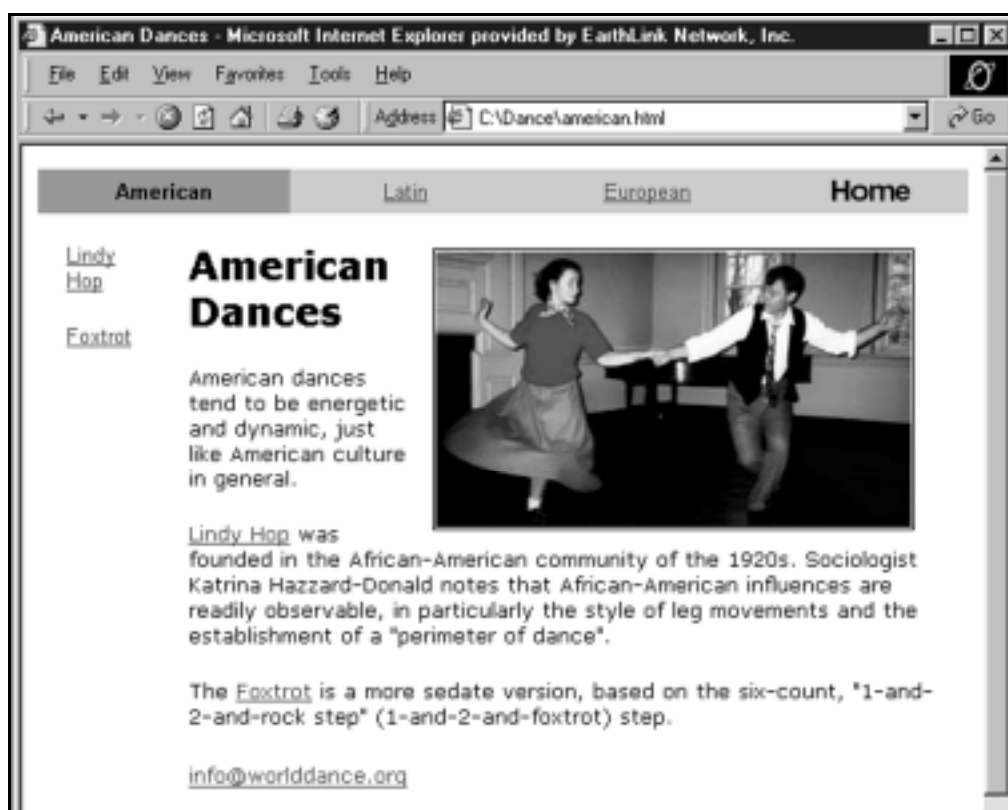 American Dances - Microsoft Internet Explorer provided by EarthLink Network, Inc.
File Edit View Favorites Tools Help
Address C:\Dance\american.html Go
American Latin European Home
Lindy
Hop
Foxtrot
American
Dances
American dances
tend to be energetic
and dynamic, just
like American culture
in general.
Lindy Hop was
founded in the African-American community of the 1920s. Sociologist
Katrina Hazzard-Donald notes that African-American influences are
readily observable, in particularly the style of leg movements and the
establishment of a "perimeter of dance".
The Foxtrot is a more sedate version, based on the six-count, "1-and-
2-and-rock step" (1-and-2-and-foxtrot) step.
info@worlddance.org